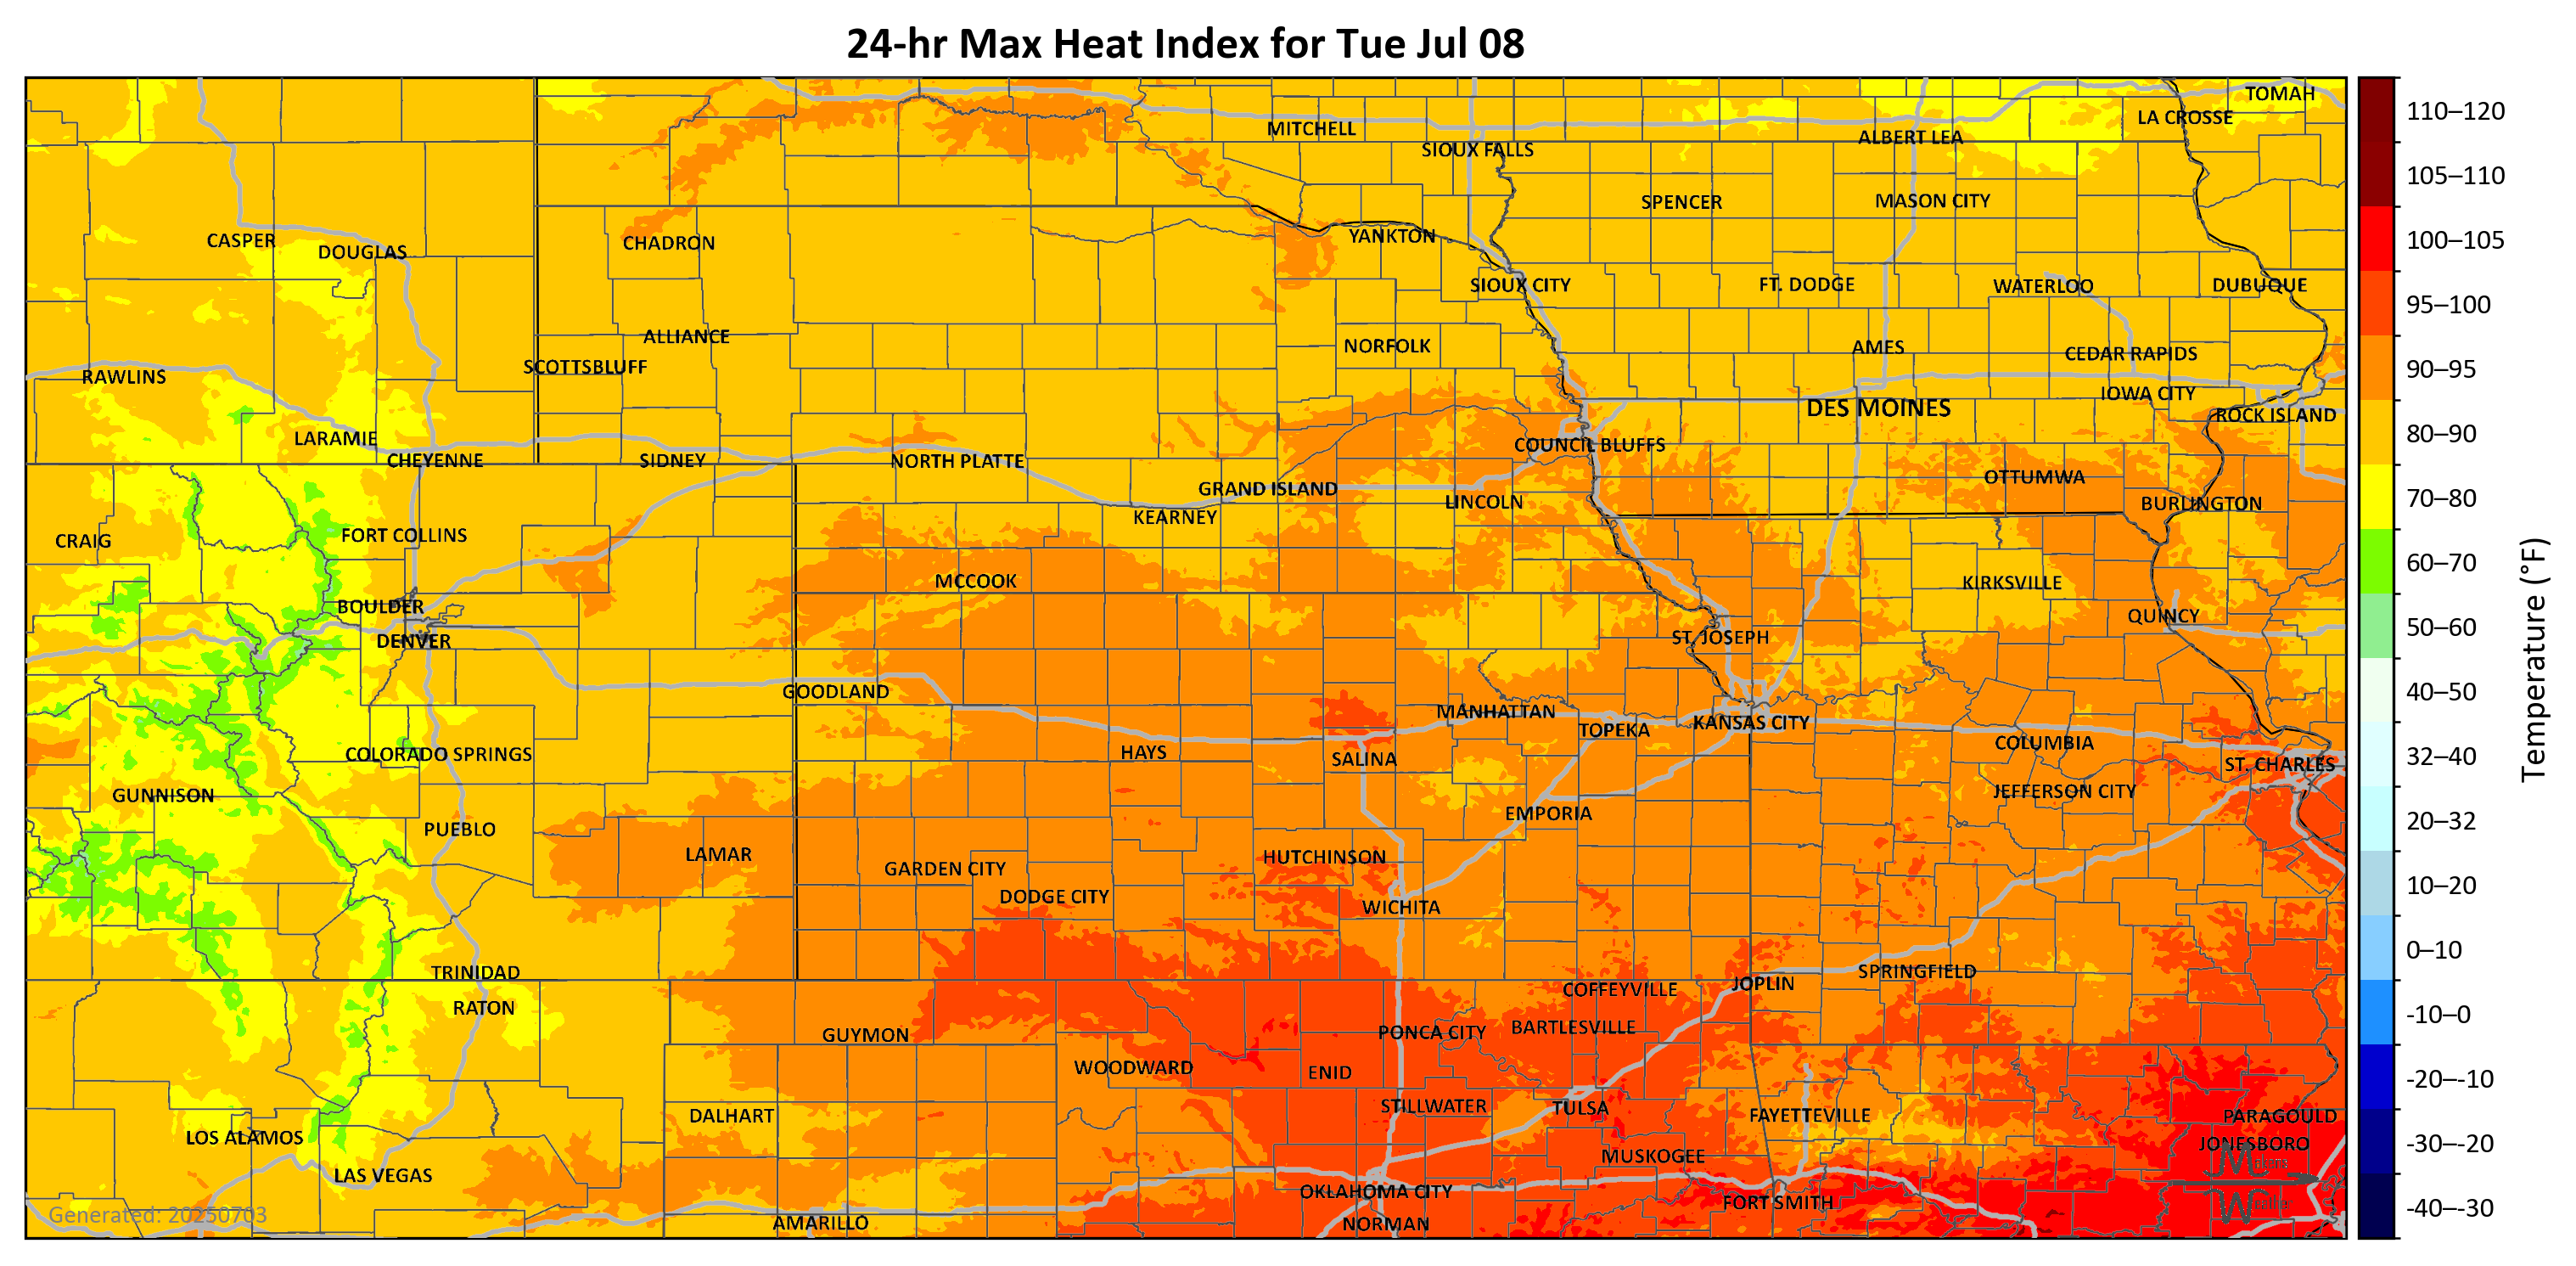 24-hr Max Heat Index for Tue Jul 08
TOMAH
LA CROSSE
MITCHELL
ALBERT LEA
SIOUX FALLS
SPENCER
MASON CITY
CASPER
DOUGLAS
CHADRON
YANKTON
SIOUX CITY
FT. DODGE
WATERLOO
DUBUQUE
ALLIANCE
NORFOLK
AMES
CEDAR RAPIDS
SCOTTSBLUFF
RAWLINS
IOWA CITY
DES MOINES
ROCK ISLAND
LARAMIE
COUNCIL BLUFFS
CHEYENNE
SIDNEY
NORTH PLATTE
OTTUMWA
GRAND ISLAND
LINCOLN
BURLINGTON
KEARNEY
FORT COLLINS
CRAIG
MCCOOK
KIRKSVILLE
BOULDER
QUINCY
DENVER
ST. JOSEPH
GOODLAND
MANHATTAN
KANSAS CITY
TOPEKA
COLUMBIA
COLORADO SPRINGS
HAYS
SALINA
ST. CHARLES
GUNNISON
JEFFERSON CITY
EMPORIA
PUEBLO
LAMAR
HUTCHINSON
GARDEN CITY
DODGE CITY
WICHITA
TRINIDAD
SPRINGFIELD
JOPLIN
COFFEYVILLE
RATON
GUYMON
PONCA CITY
BARTLESVILLE
WOODWARD
ENID
STILLWATER
TULSA
DALHART
FAYETTEVILLE
PARAGOULD
LOS ALAMOS
JONESBORO
MUSKOGEE
LAS VEGAS
OKLAHOMA CITY
FORT SMITH
AMARILLO
NORMAN
Generated: 20250703
110–120
105–110
100–105
95–100
90–95
80–90
70–80
60–70
50–60
40–50
32–40
20–32
10–20
0–10
-10–0
-20–-10
-30–-20
-40–-30
Temperature (°F)